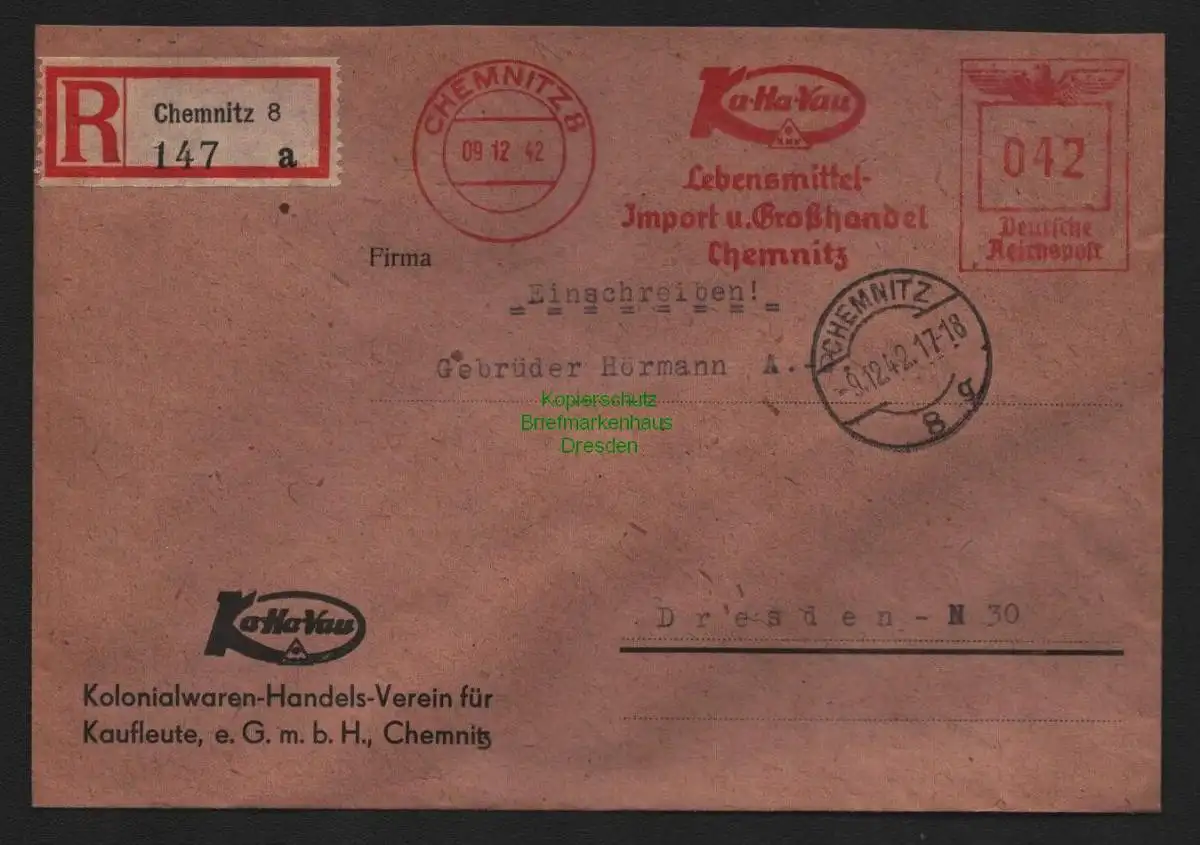 R
Chemnitz 8
147 a
CHEMNITZ 8
09 12 42
Ka-Ha-Vau
Lebensmittel-
Import u. Großhandel
Chemnitz
042
Deutsche
Reichspost
Firma
Einschreiben!
Gebrüder Hörmann A.-
CHEMNITZ
-9.12.42.17-18
8 g
Kopierschutz
Briefmarkenhaus
Dresden
Dresden-N 30
Ka-Ha-Vau
Kolonialwaren-Handels-Verein für
Kaufleute, e. G. m. b. H., Chemnitz